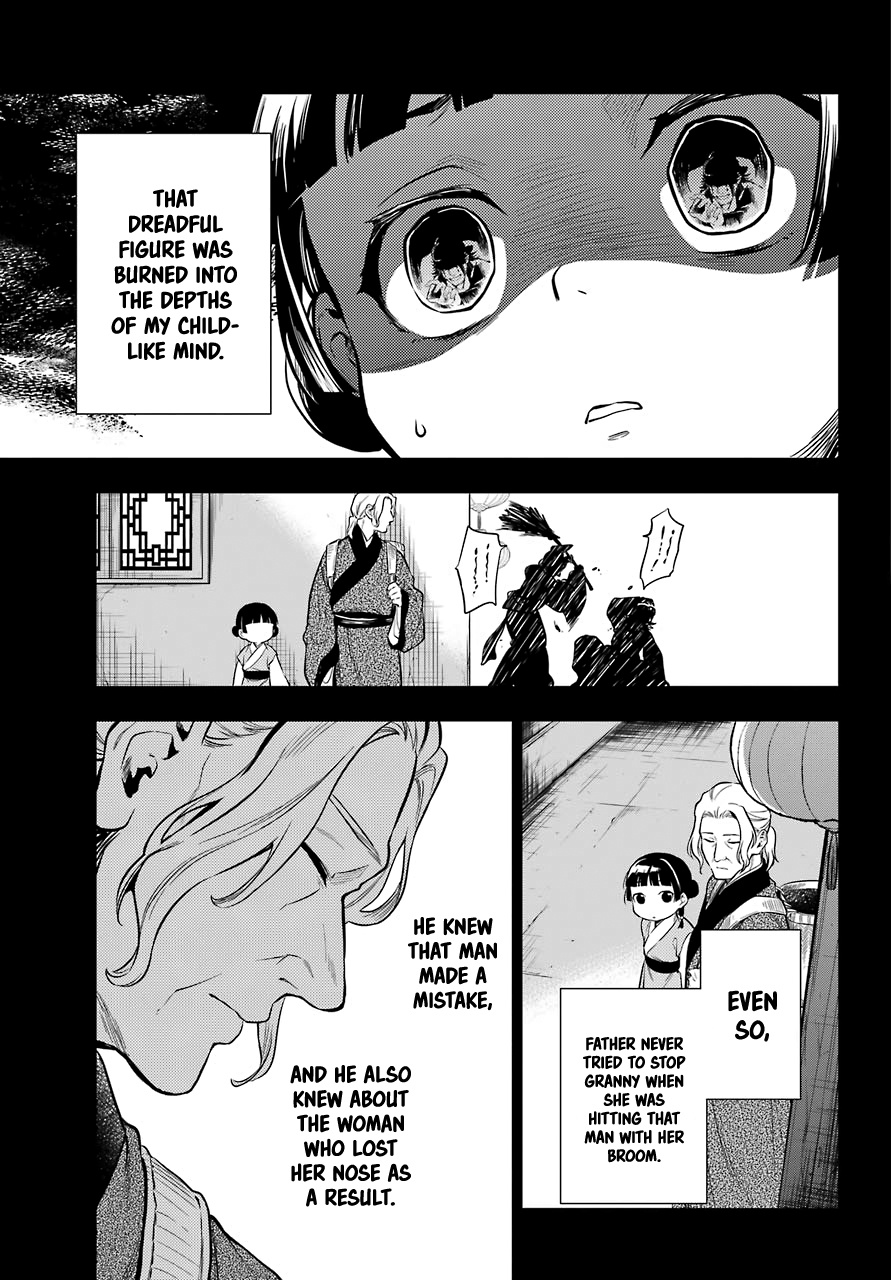 THAT
DREADFUL
FIGURE WAS
BURNED INTO
THE DEPTHS
OF MY CHILD-
LIKE MIND.
EVEN
SO,
FATHER NEVER
TRIED TO STOP
GRANNY WHEN
SHE WAS
HITTING THAT
MAN WITH HER
BROOM.
HE KNEW
THAT MAN
MADE A
MISTAKE,
AND HE ALSO
KNEW ABOUT
THE WOMAN
WHO LOST
HER NOSE AS
A RESULT.